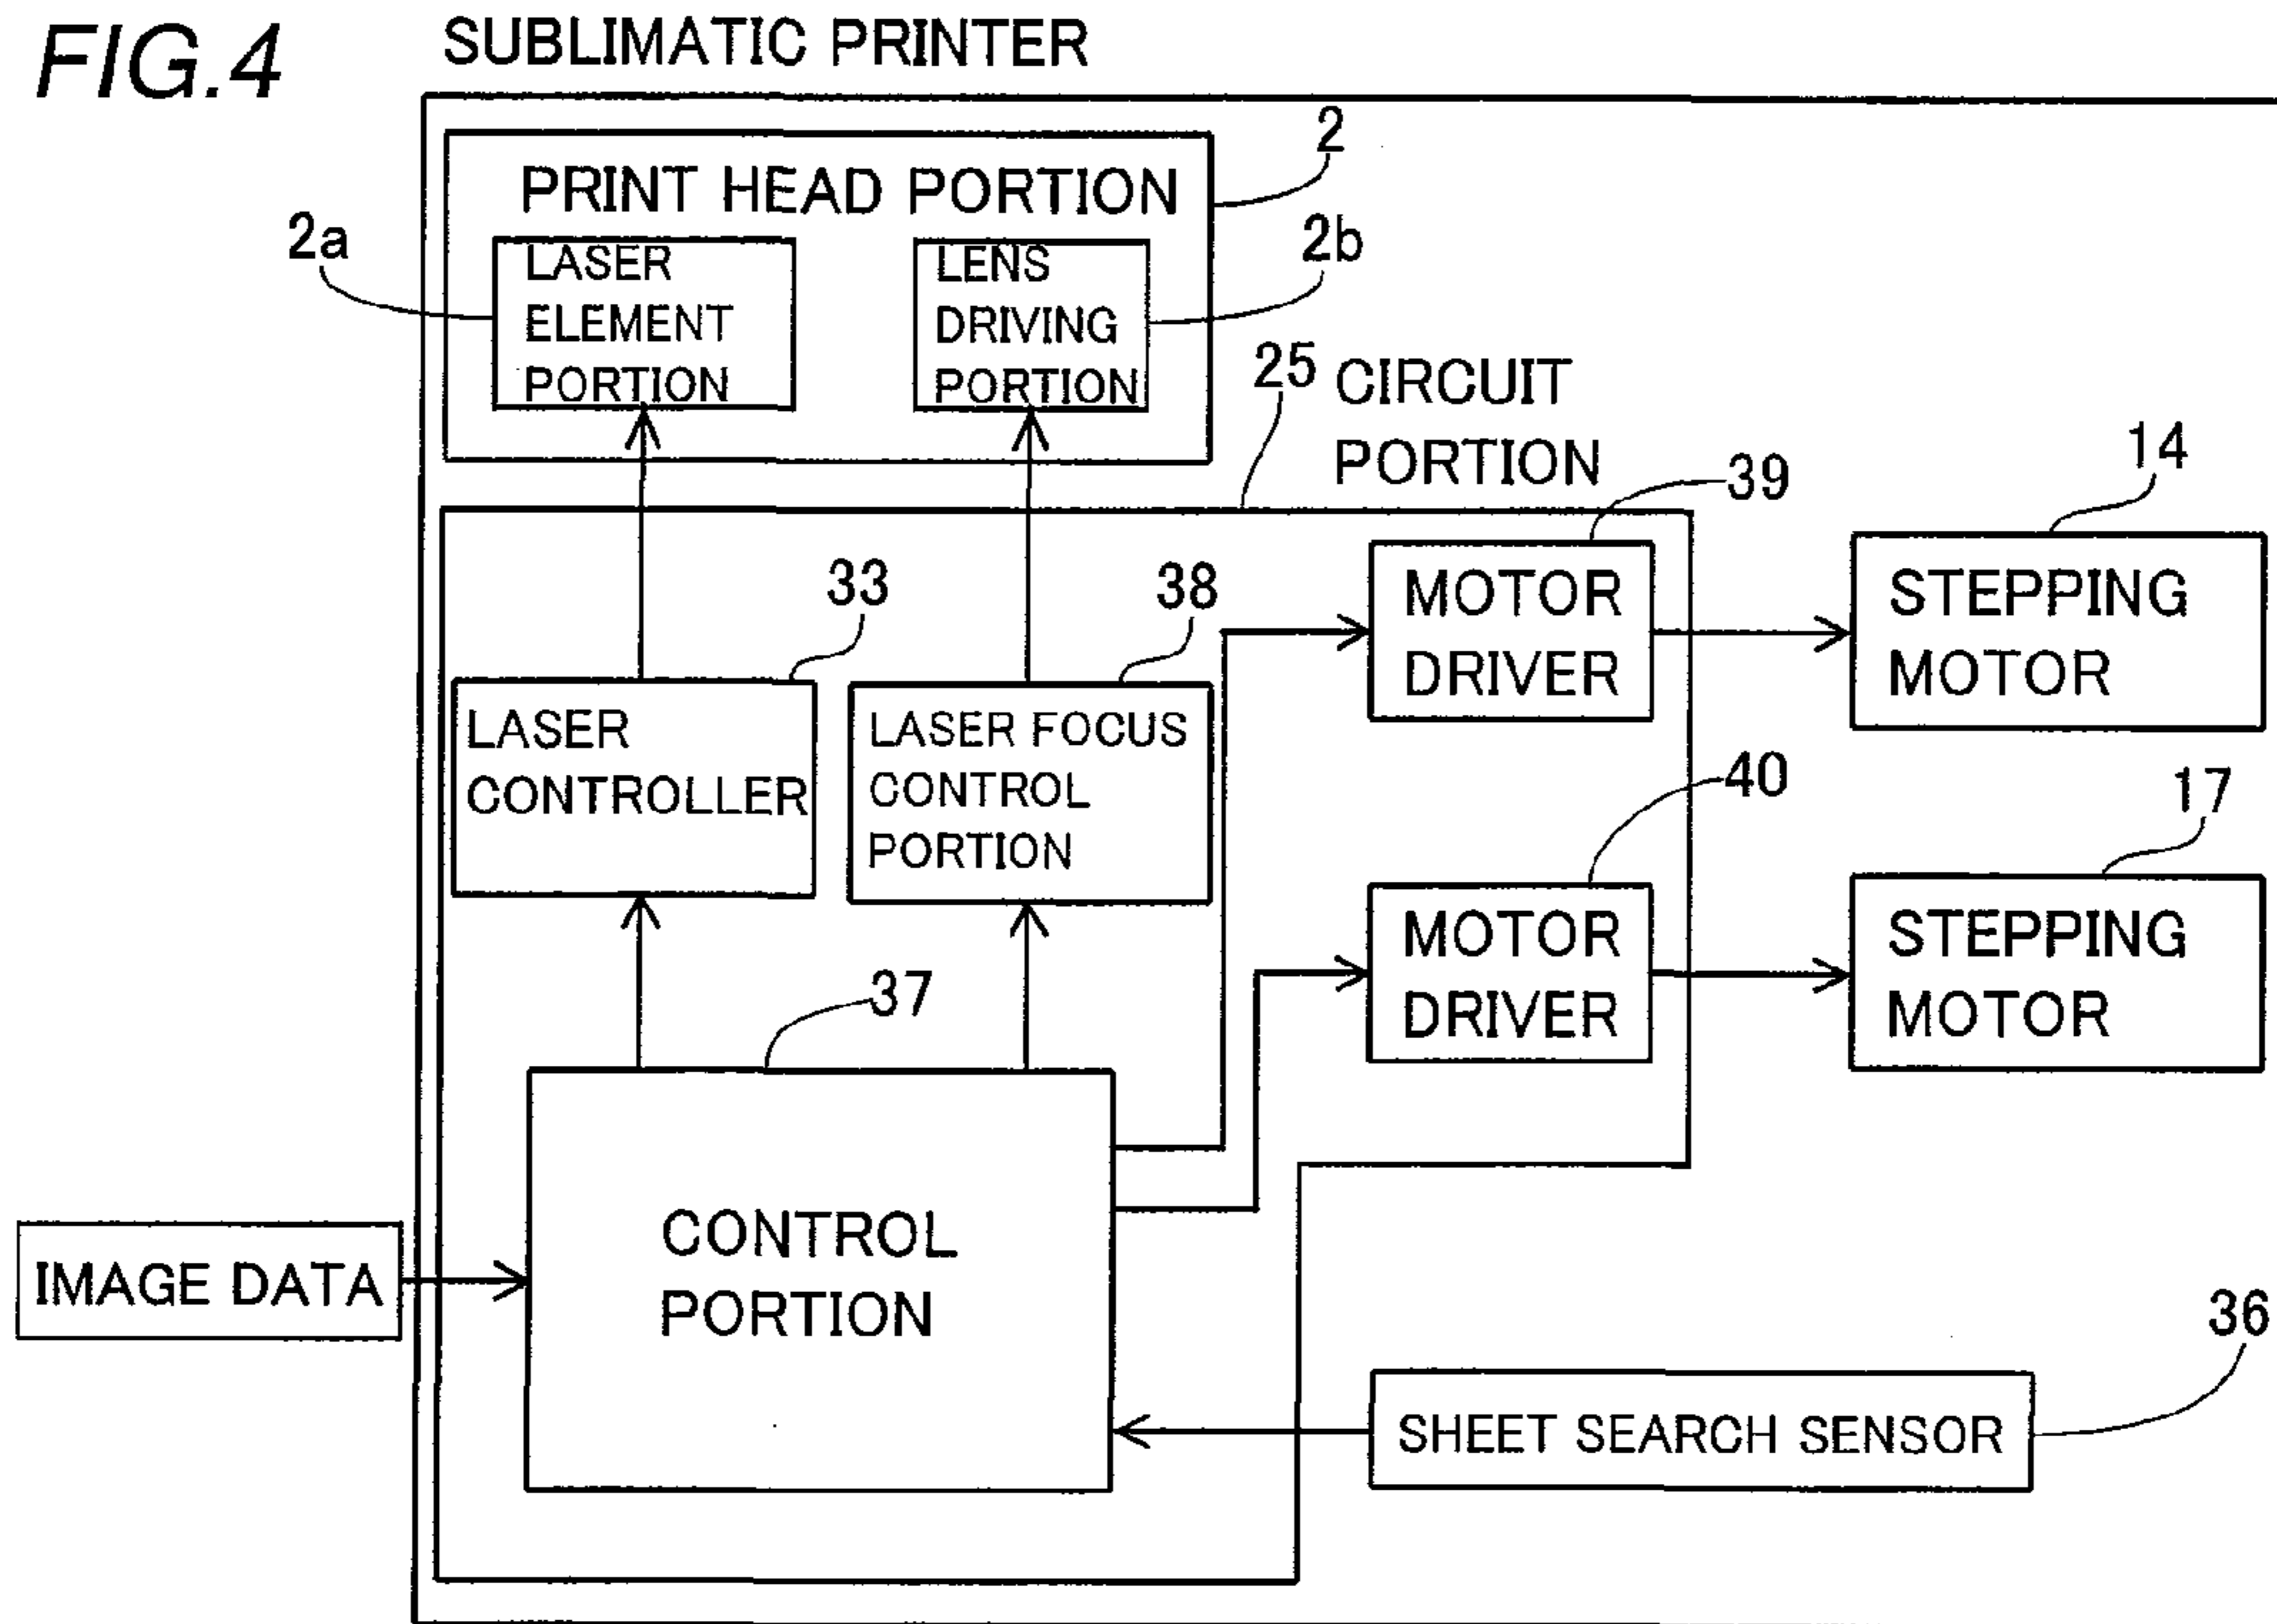 FIG.4
SUBLIMATIC PRINTER
2
PRINT HEAD PORTION
2a
2b
LASER
ELEMENT
PORTION
LENS
DRIVING
PORTION
25
CIRCUIT
PORTION
39
14
MOTOR
DRIVER
STEPPING
MOTOR
33
38
LASER
CONTROLLER
LASER FOCUS
CONTROL
PORTION
40
17
MOTOR
DRIVER
STEPPING
MOTOR
37
CONTROL
PORTION
IMAGE DATA
36
SHEET SEARCH SENSOR